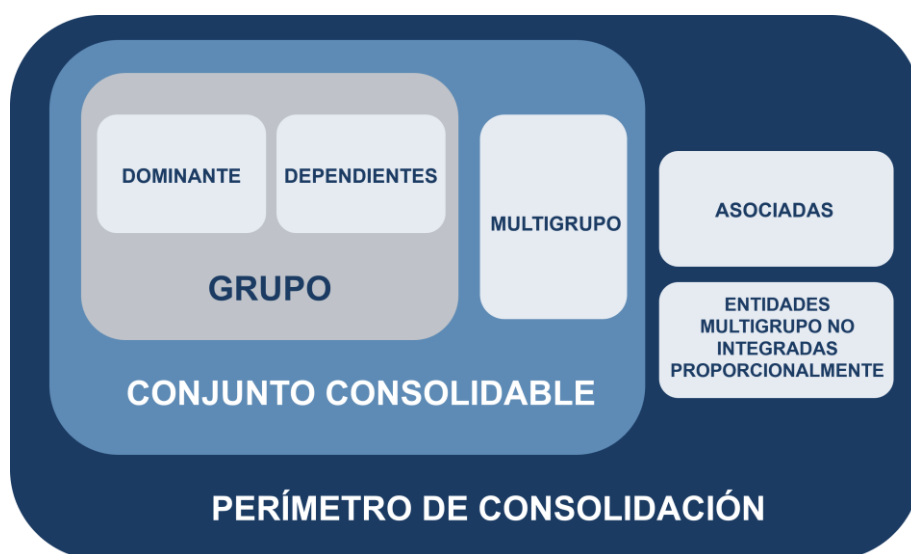 DOMINANTE
DEPENDIENTES
GRUPO
MULTIGRUPO
CONJUNTO CONSOLIDABLE
ASOCIADAS
ENTIDADES
MULTIGRUPO NO
INTEGRADAS
PROPORCIONALMENTE
PERÍMETRO DE CONSOLIDACIÓN